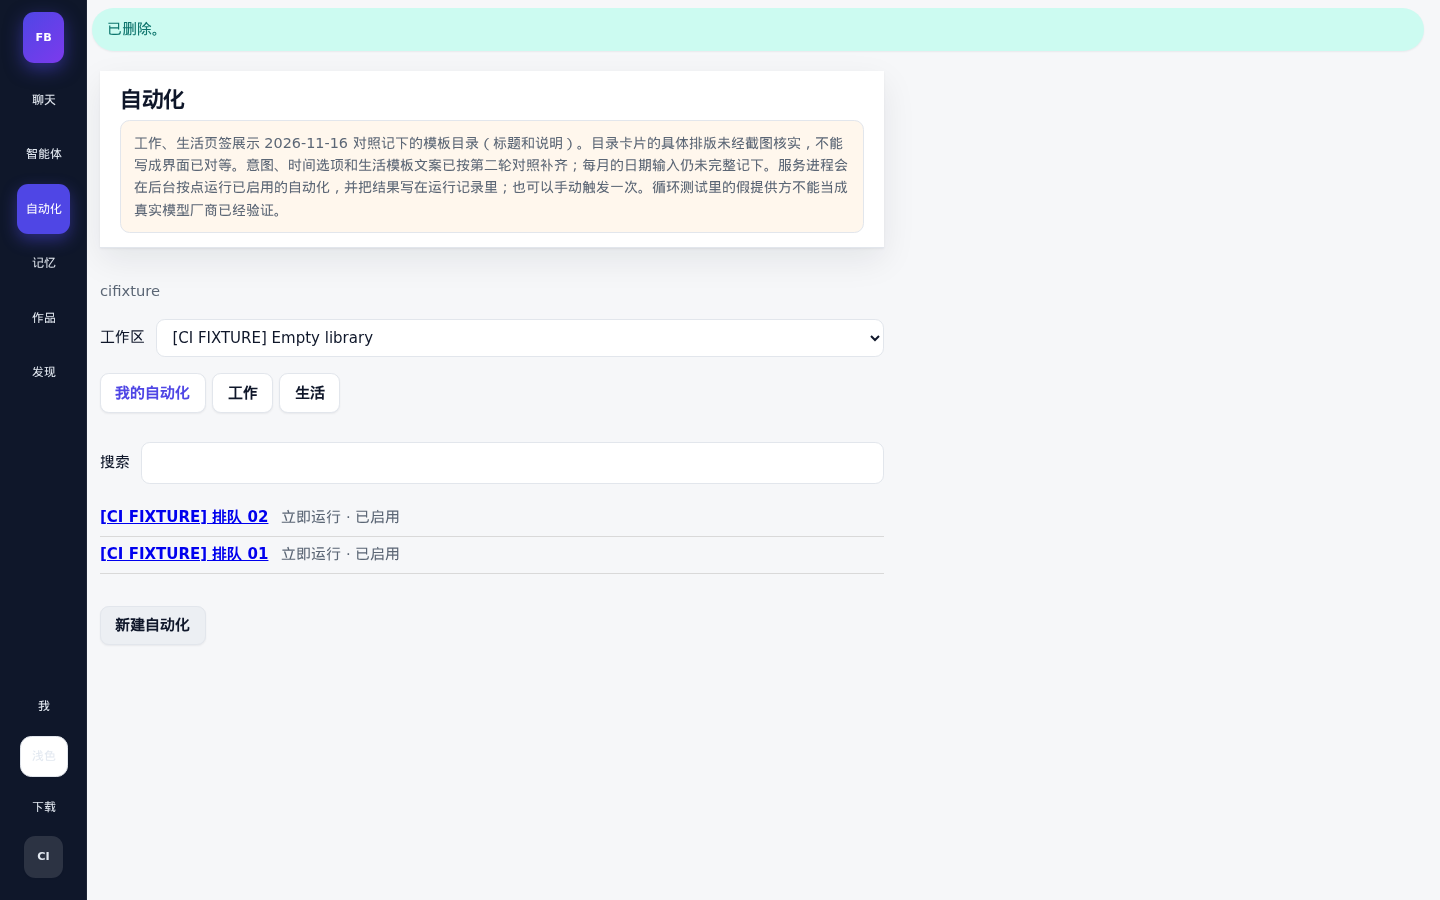 FB
聊天
智能体
自动化
记忆
作品
发现
我
浅色
下载
CI
已删除。
自动化
工作、生活页签展示 2026-11-16 对照记下的模板目录（标题和说明）。目录卡片的具体排版未经截图核实，不能
写成界面已对等。意图、时间选项和生活模板文案已按第二轮对照补齐；每月的日期输入仍未完整记下。服务进程会
在后台按点运行已启用的自动化，并把结果写在运行记录里；也可以手动触发一次。循环测试里的假提供方不能当成
真实模型厂商已经验证。
cifixture
工作区 [CI FIXTURE] Empty library
我的自动化 工作 生活
搜索
[CI FIXTURE] 排队 02 立即运行 · 已启用
[CI FIXTURE] 排队 01 立即运行 · 已启用
新建自动化